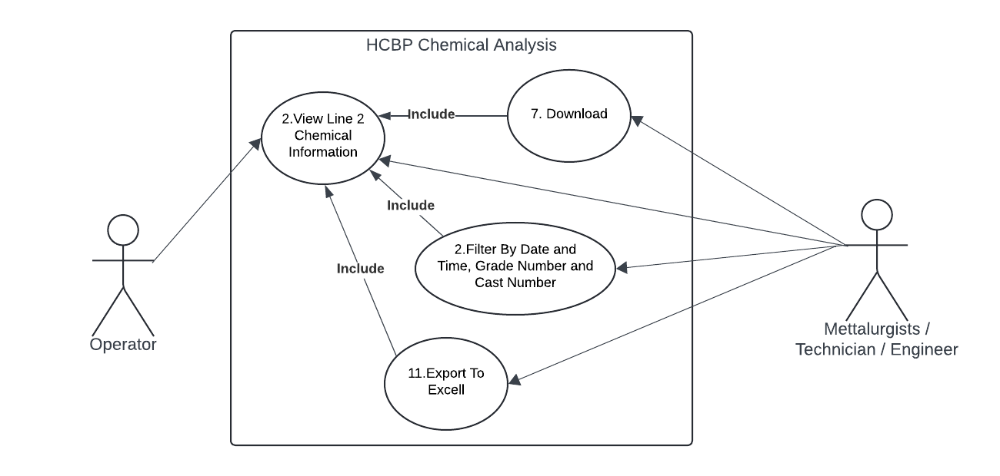 HCBP Chemical Analysis
2.View Line 2
Chemical
Information
Include
7. Download
Include
2.Filter By Date and
Time, Grade Number and
Cast Number
Include
11.Export To
Excell
Operator
Mettalurgists /
Technician / Engineer